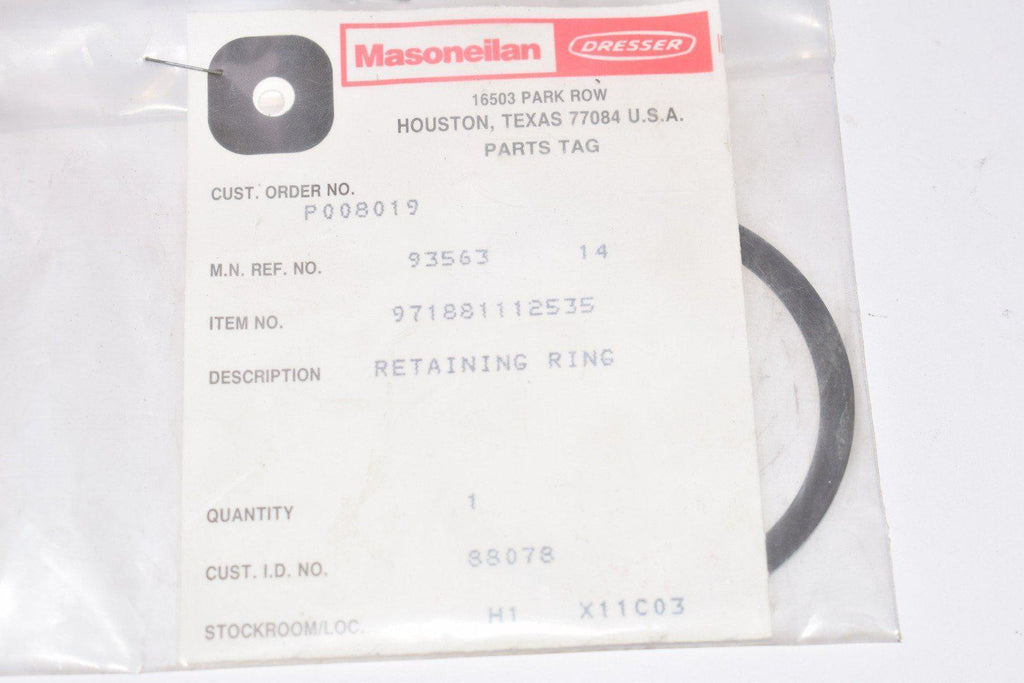 Masoneilan DRESSER
16503 PARK ROW
HOUSTON, TEXAS 77084 U.S.A.
PARTS TAG
CUST. ORDER NO.
P008019
M.N. REF. NO. 93563 14
ITEM NO. 971881112535
DESCRIPTION RETAINING RING
QUANTITY 1
CUST. I.D. NO. 88078
STOCKROOM/LOC. H1 X11C03